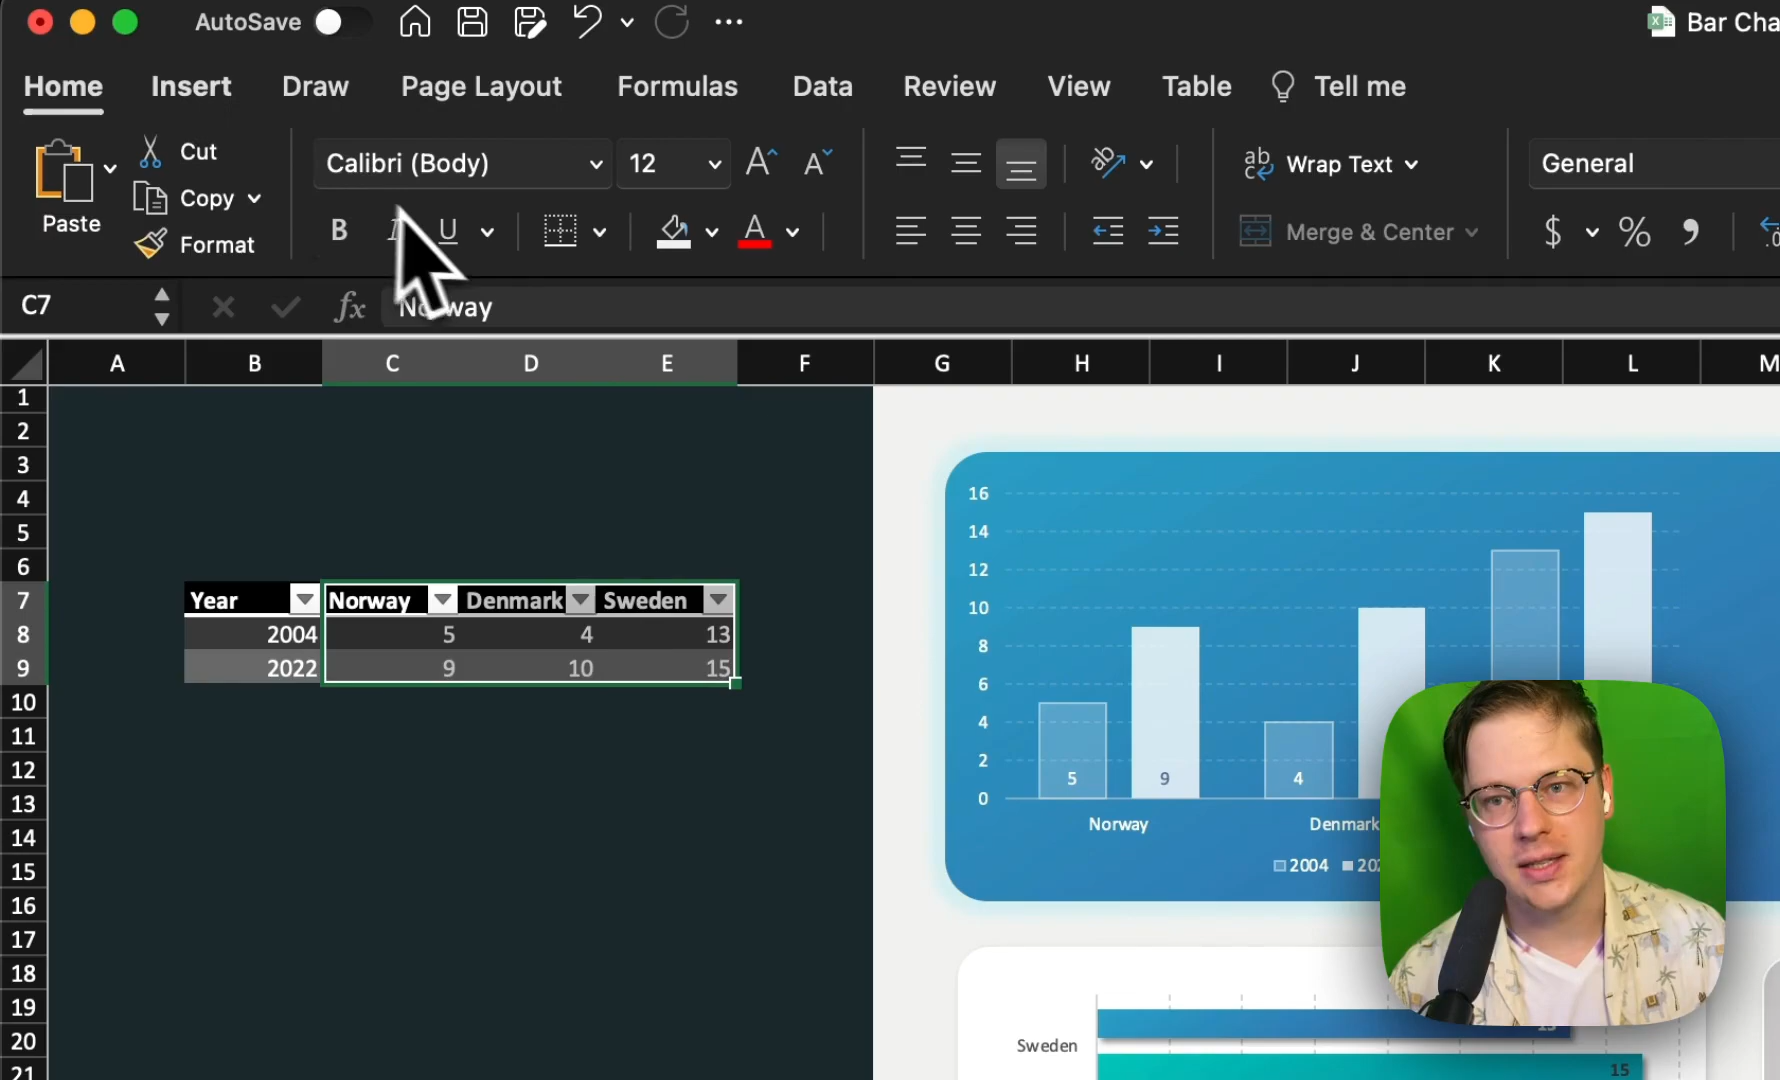 AutoSave
Bar Cha
Home Insert Draw Page Layout Formulas Data Review View Table Tell me
Paste
Cut
Copy
Format
Calibri (Body) 12
B I U
Wrap Text
Merge & Center
General
$ % 9
C7
fx
Norway
A B C D E F G H I J K L M
1
2
3
4
5
6
7
8
9
10
11
12
13
14
15
16
17
18
19
20
21
Year Norway Denmark Sweden
2004 5 4 13
2022 9 10 15
16
14
12
10
8
6
4
2
0
5 9 4
Norway Denmark
2004 202
Sweden
15